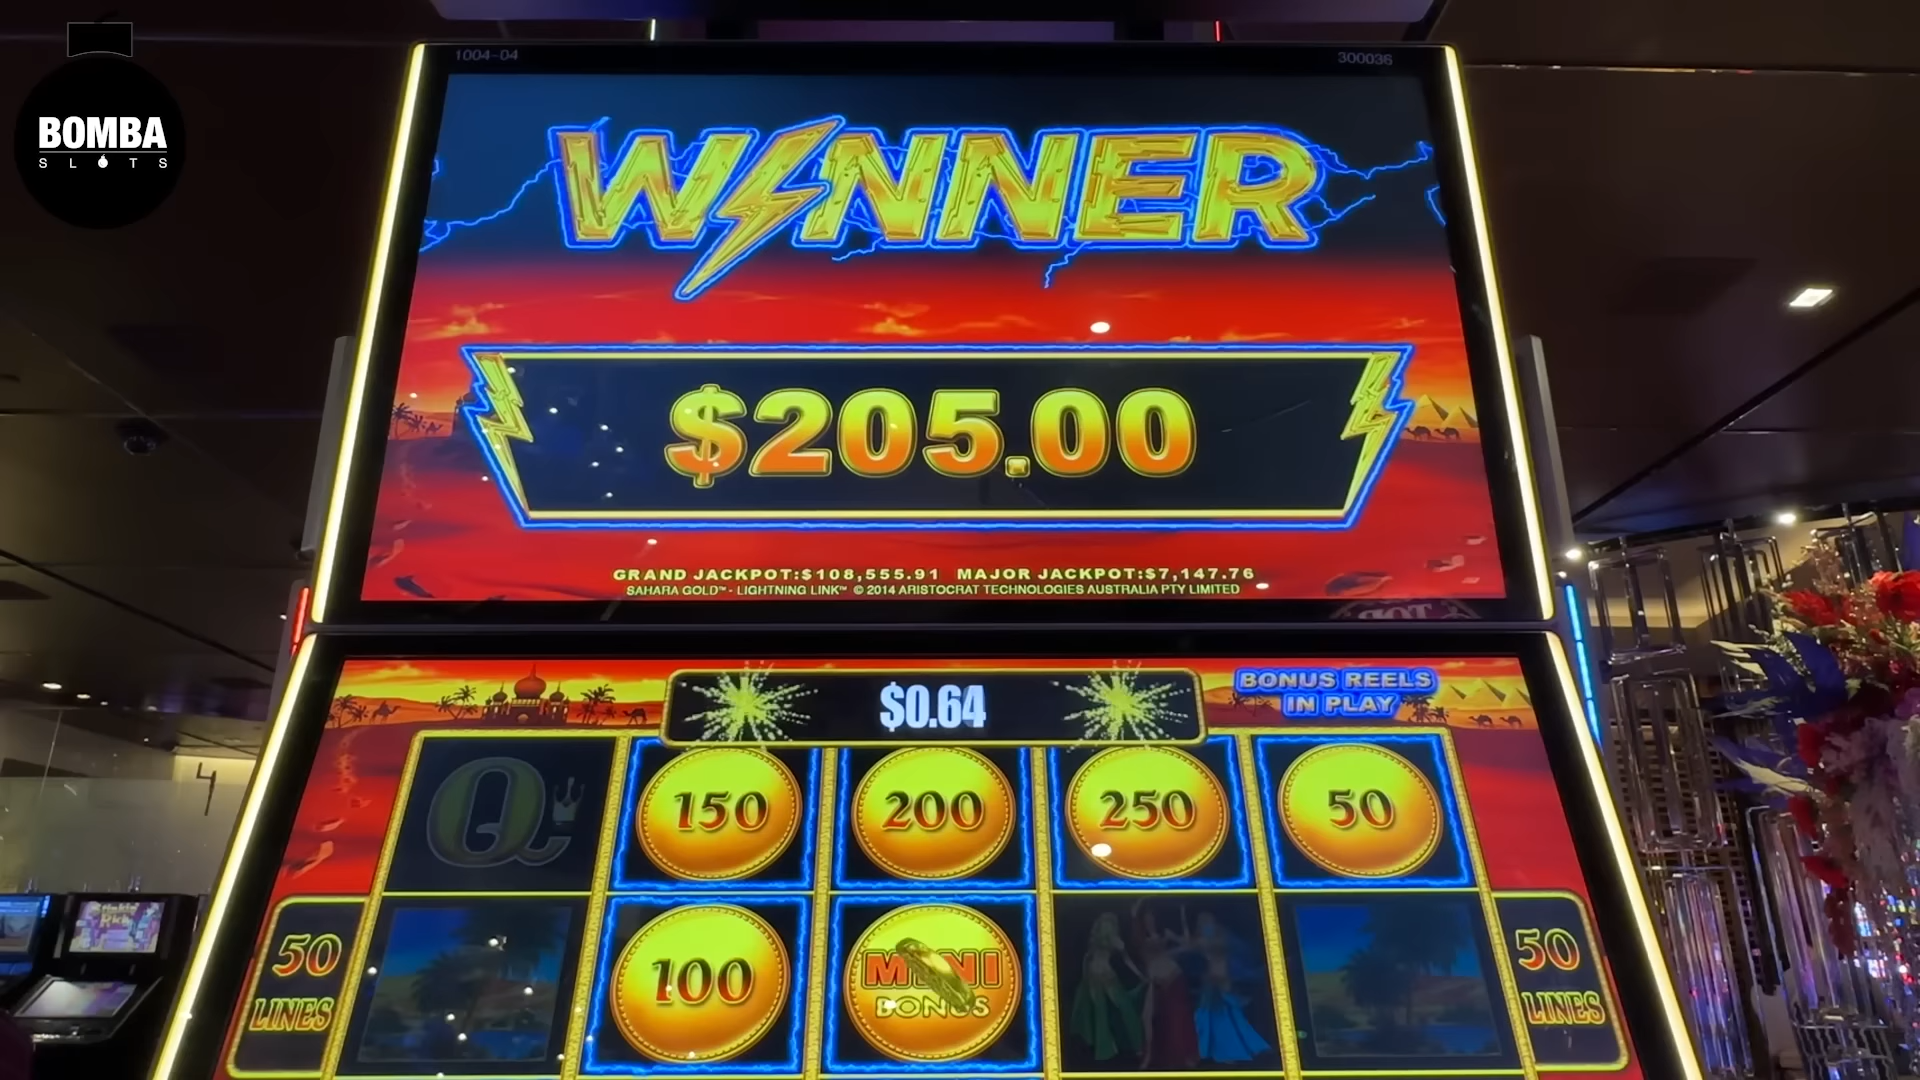 1004-04
300036
BOMBA
SLOTS
WINNER
$205.00
GRAND JACKPOT:$108,555.91 MAJOR JACKPOT:$7,147.76
SAHARA GOLD™ - LIGHTNING LINK™ © 2014 ARISTOCRAT TECHNOLOGIES AUSTRALIA PTY LIMITED
$0.64
BONUS REELS
IN PLAY
Q
150
200
250
50
100
MINI
BONUS
50
LINES
50
LINES